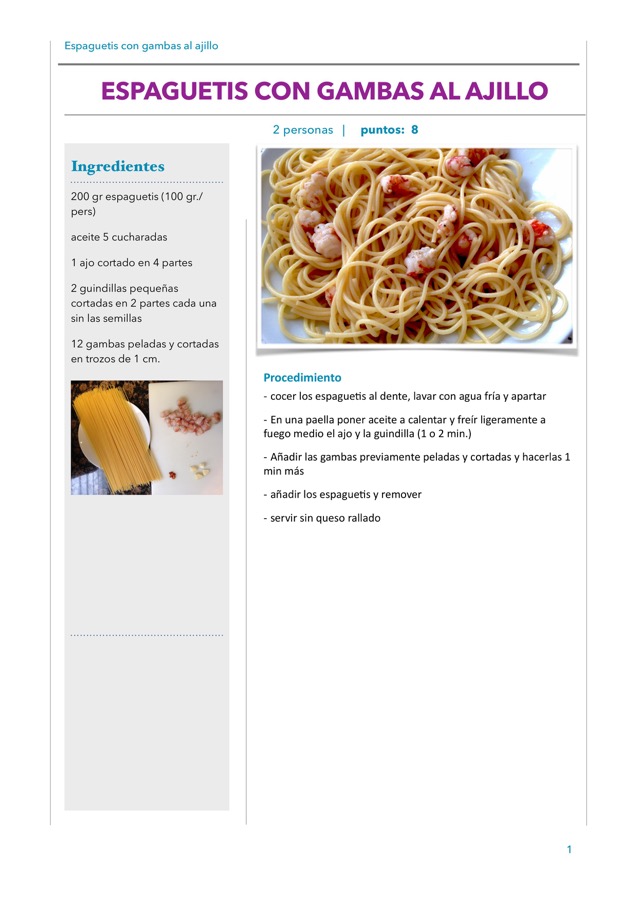 Espaguetis con gambas al ajillo
ESPAGUETIS CON GAMBAS AL AJILLO
2 personas | puntos: 8
Ingredientes
200 gr espaguetis (100 gr./
pers)
aceite 5 cucharadas
1 ajo cortado en 4 partes
2 guindillas pequeñas
cortadas en 2 partes cada una
sin las semillas
12 gambas peladas y cortadas
en trozos de 1 cm.
Procedimiento
- cocer los espaguetis al dente, lavar con agua fría y apartar
- En una paella poner aceite a calentar y freír ligeramente a
fuego medio el ajo y la guindilla (1 o 2 min.)
- Añadir las gambas previamente peladas y cortadas y hacerlas 1
min más
- añadir los espaguetis y remover
- servir sin queso rallado
1